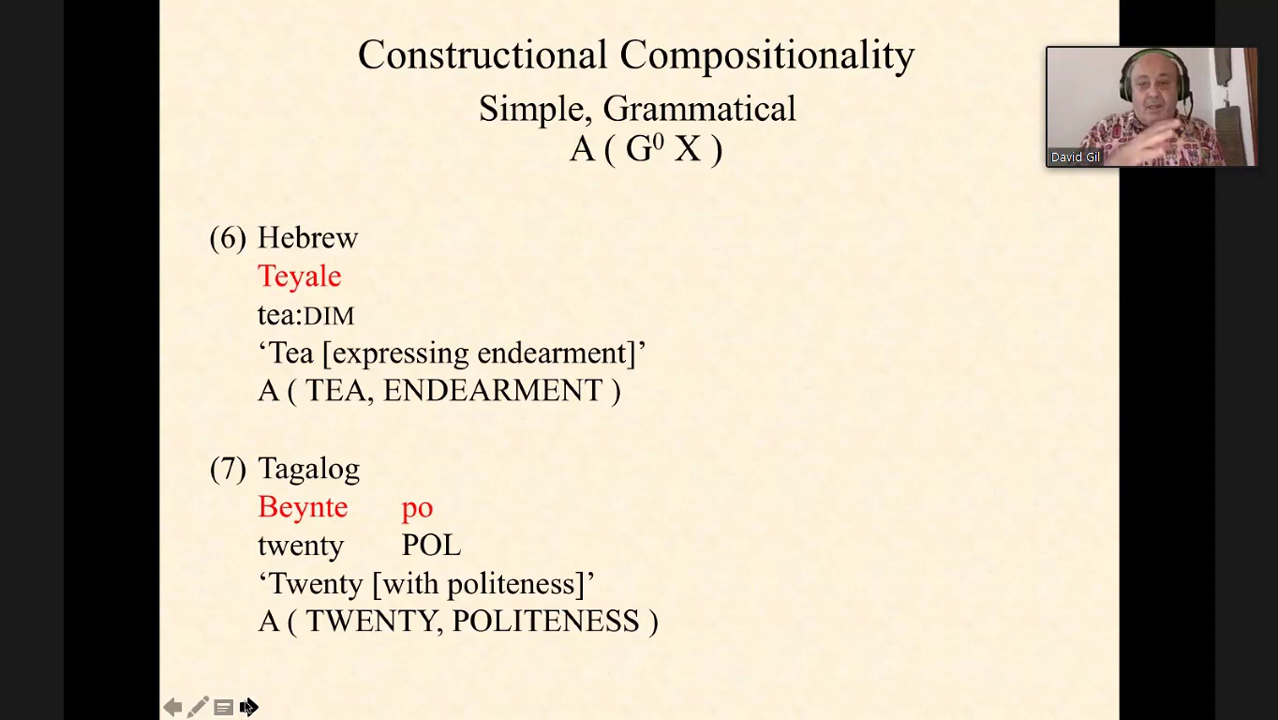 Constructional Compositionality
Simple, Grammatical
A ( G⁰ X )
David Gil
(6) Hebrew
Teyale
tea:DIM
‘Tea [expressing endearment]’
A ( TEA, ENDEARMENT )
(7) Tagalog
Beynte po
twenty POL
‘Twenty [with politeness]’
A ( TWENTY, POLITENESS )